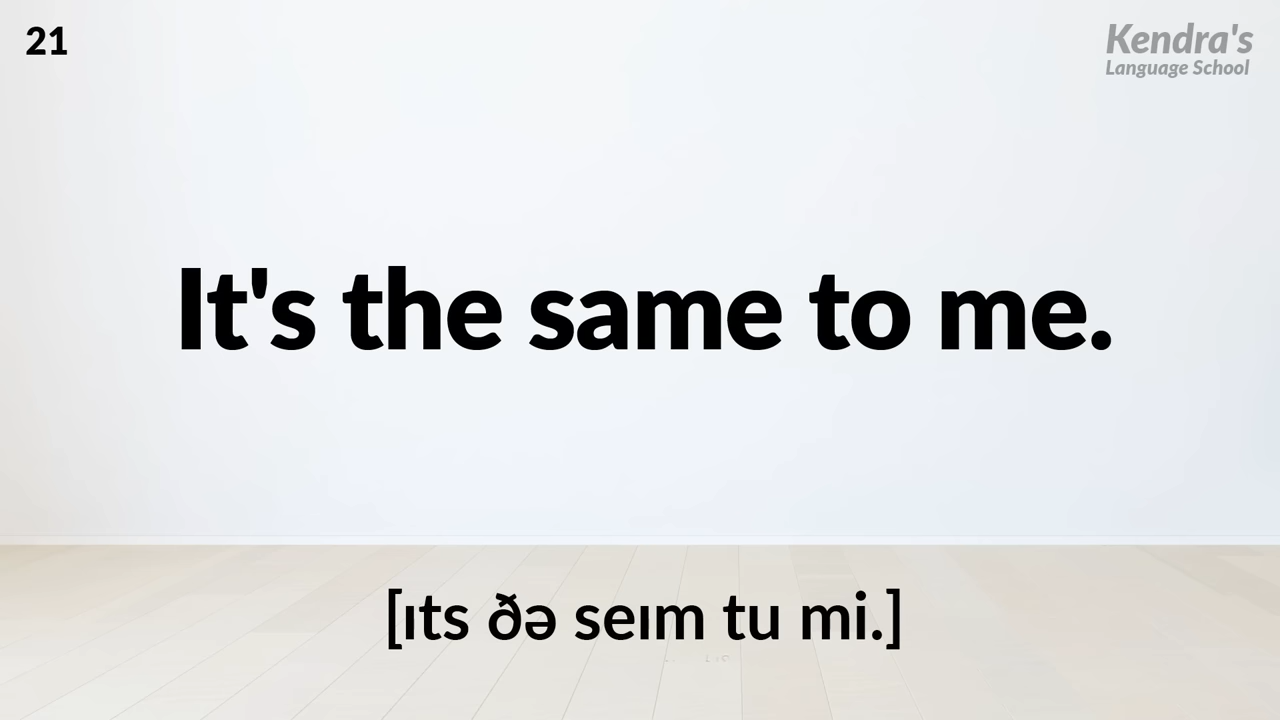 21
Kendra's
Language School
It's the same to me.
[ɪts ðə seɪm tu mi.]